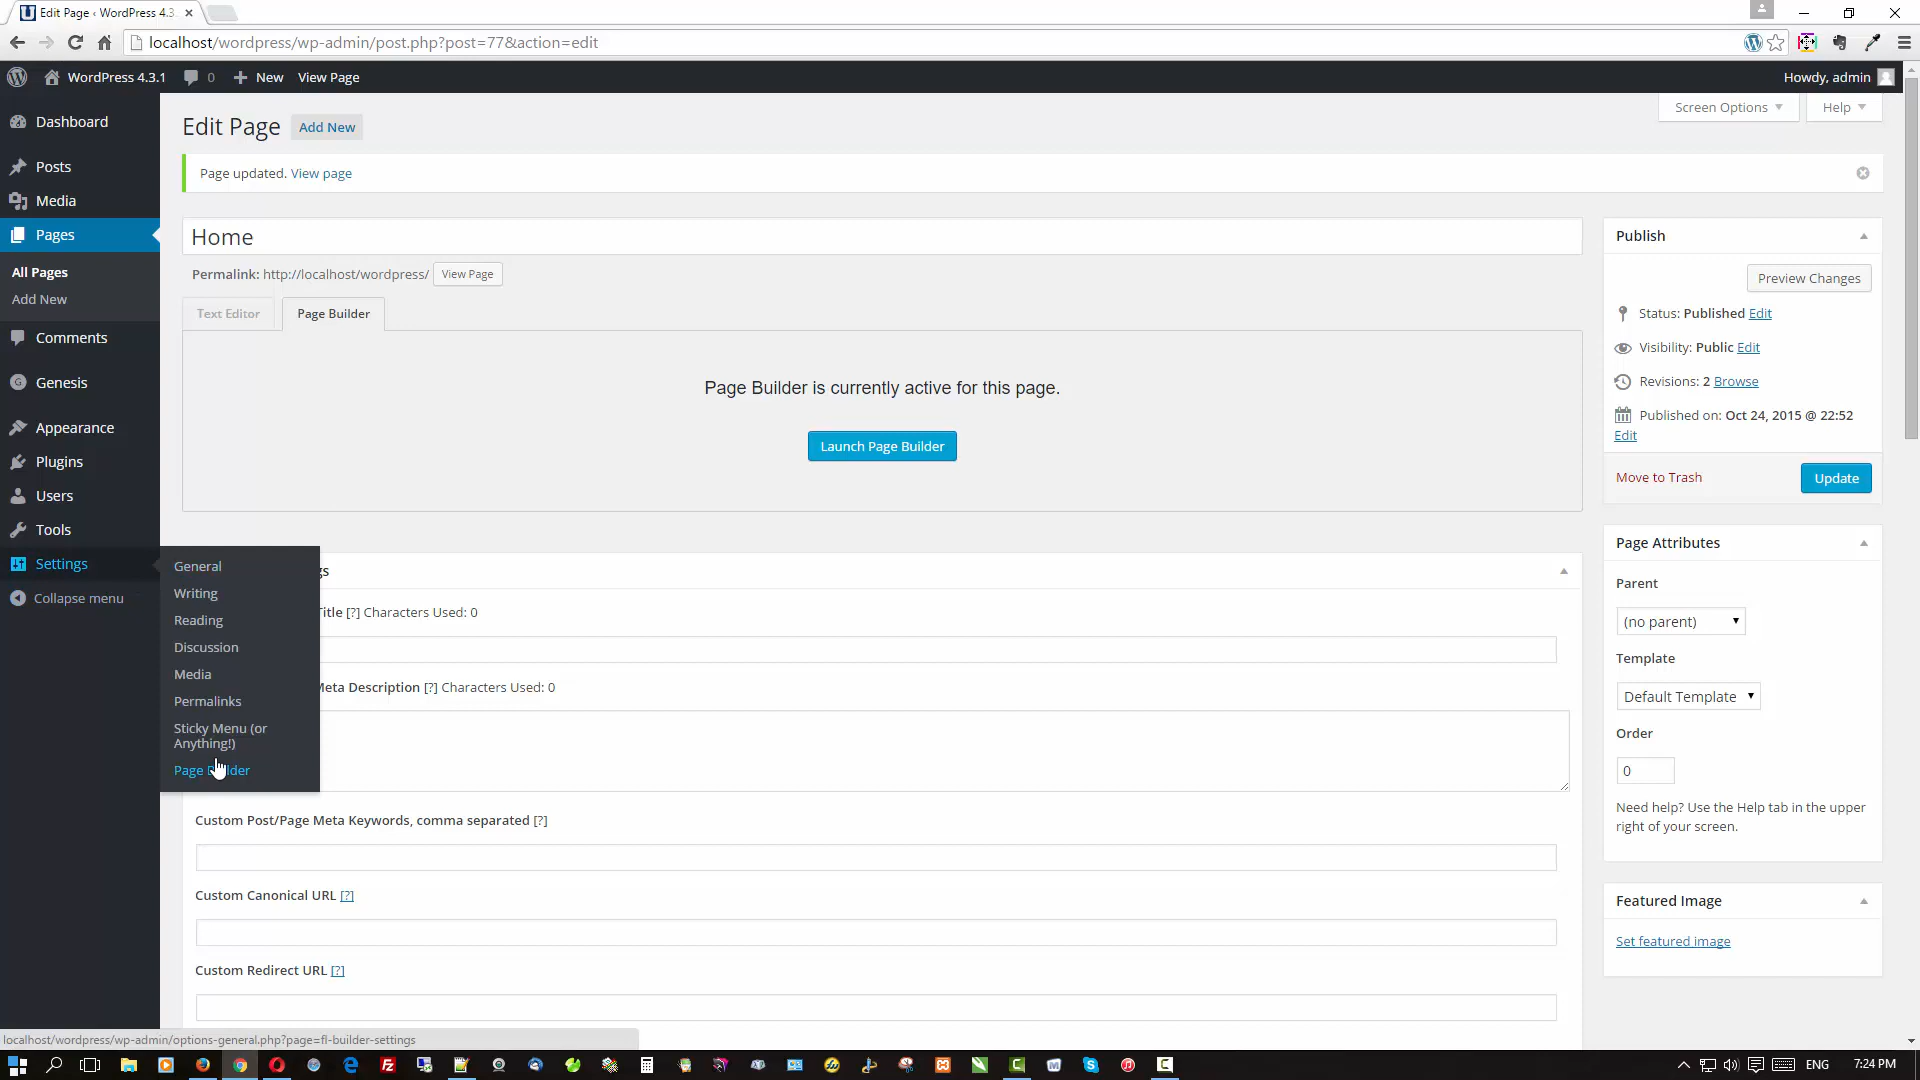 Edit Page ‹ WordPress 4.3.
localhost/wordpress/wp-admin/post.php?post=77&action=edit
WordPress 4.3.1
0
New
View Page
Howdy, admin
Dashboard
Posts
Media
Pages
All Pages
Add New
Comments
Genesis
Appearance
Plugins
Users
Tools
Settings
Collapse menu
General
Writing
Reading
Discussion
Media
Permalinks
Sticky Menu (or
Anything!)
Page
Screen Options
Help
Edit Page
Add New
Page updated. View page
Home
Permalink: http://localhost/wordpress/
View Page
Text Editor
Page Builder
Page Builder is currently active for this page.
Launch Page Builder
[?] Characters Used: 0
Meta Description [?] Characters Used: 0
Custom Post/Page Meta Keywords, comma separated [?]
Custom Canonical URL [?]
Custom Redirect URL [?]
Publish
Preview Changes
Status: Published Edit
Visibility: Public Edit
Revisions: 2 Browse
Published on: Oct 24, 2015 @ 22:52
Edit
Move to Trash
Update
Page Attributes
Parent
(no parent)
Template
Default Template
Order
0
Need help? Use the Help tab in the upper
right of your screen.
Featured Image
Set featured image
localhost/wordpress/wp-admin/options-general.php?page=fl-builder-settings
ENG
7:24 PM